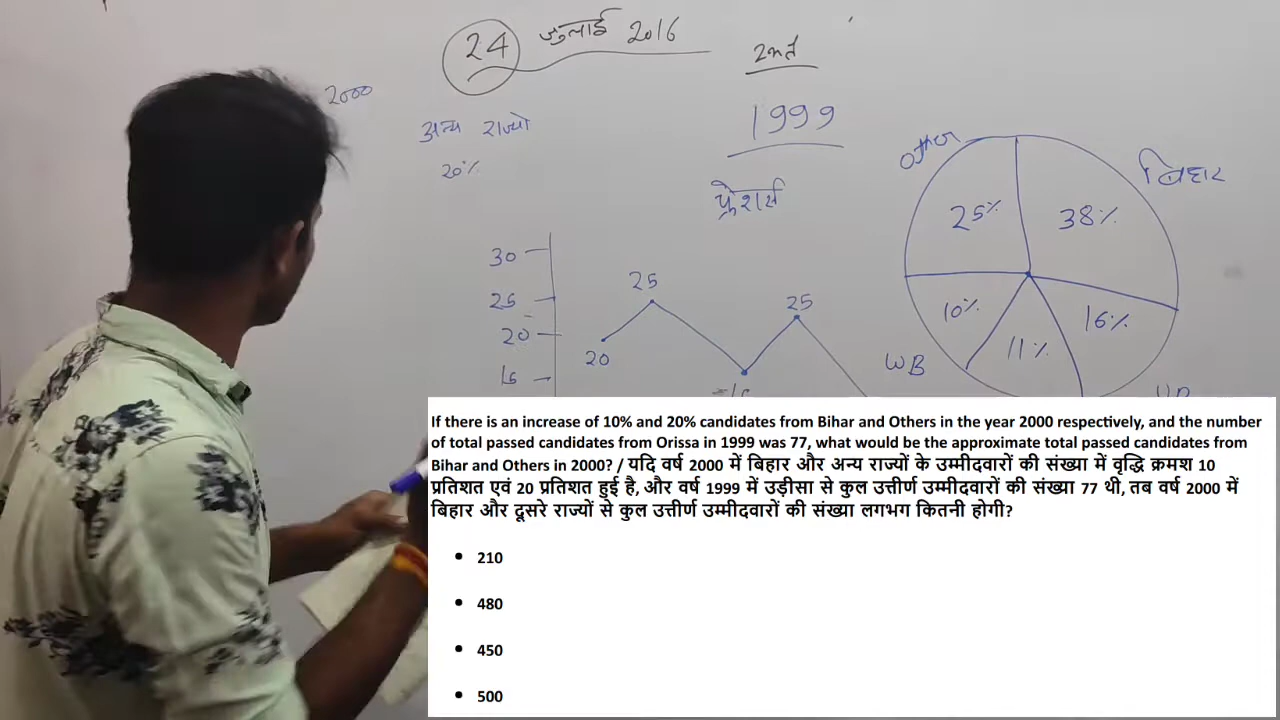 24 जुलाई 2016
2000
अन्य राज्यो
20%
1999
फ्रेशर्स
other
बिहार
25%
38%
10%
16%
11%
WB
30
25
20
15
20
25
25
If there is an increase of 10% and 20% candidates from Bihar and Others in the year 2000 respectively, and the number
of total passed candidates from Orissa in 1999 was 77, what would be the approximate total passed candidates from
Bihar and Others in 2000? / यदि वर्ष 2000 में बिहार और अन्य राज्यों के उम्मीदवारों की संख्या में वृद्धि क्रमश 10
प्रतिशत एवं 20 प्रतिशत हुई है, और वर्ष 1999 में उड़ीसा से कुल उत्तीर्ण उम्मीदवारों की संख्या 77 थी, तब वर्ष 2000 में
बिहार और दूसरे राज्यों से कुल उत्तीर्ण उम्मीदवारों की संख्या लगभग कितनी होगी?
• 210
• 480
• 450
• 500